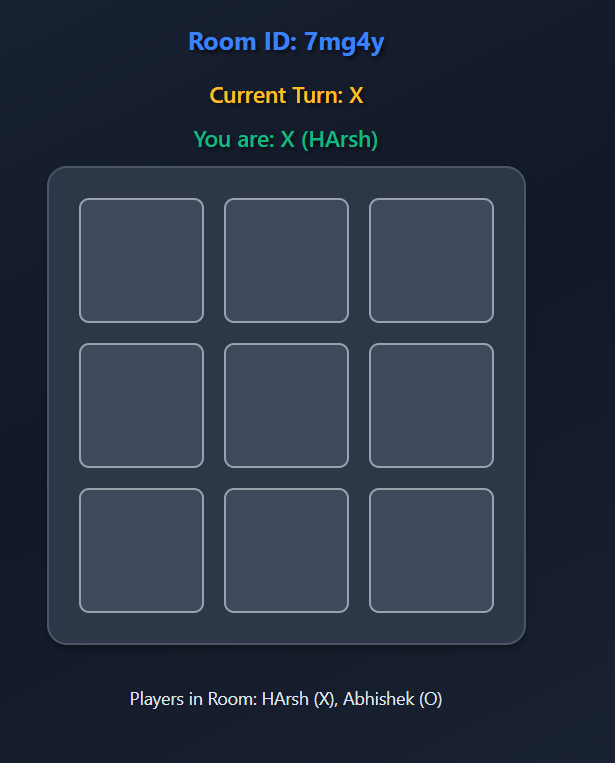 Room ID: 7mg4y
Current Turn: X
You are: X (HArsh)
Players in Room: HArsh (X), Abhishek (O)